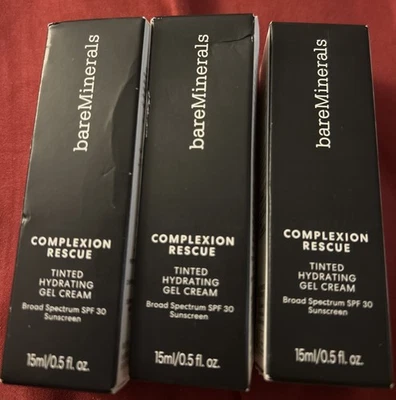 bareMinerals
COMPLEXION
RESCUE
TINTED
HYDRATING
GEL CREAM
Broad Spectrum SPF 30
Sunscreen
15ml/0.5 fl. oz.
bareMinerals
COMPLEXION
RESCUE
TINTED
HYDRATING
GEL CREAM
Broad Spectrum SPF 30
Sunscreen
15ml/0.5 fl. oz.
bareMinerals
COMPLEXION
RESCUE
TINTED
HYDRATING
GEL CREAM
Broad Spectrum SPF 30
Sunscreen
15ml/0.5 fl. oz.